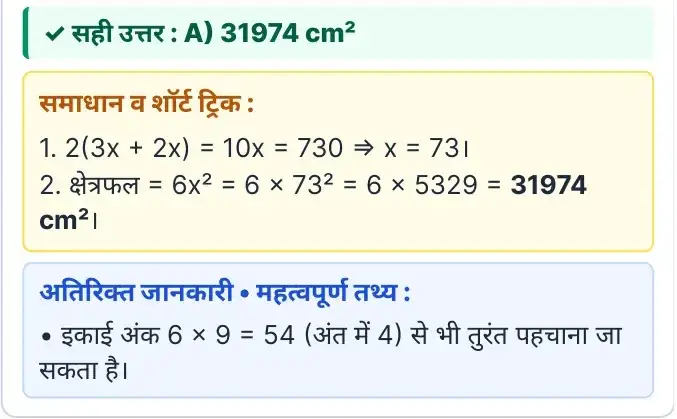 ✓ सही उत्तर : A) 31974 cm²
समाधान व शॉर्ट ट्रिक :
1. 2(3x + 2x) = 10x = 730 ⇒ x = 73।
2. क्षेत्रफल = 6x² = 6 × 73² = 6 × 5329 = 31974
cm²।
अतिरिक्त जानकारी • महत्वपूर्ण तथ्य :
• इकाई अंक 6 × 9 = 54 (अंत में 4) से भी तुरंत पहचाना जा
सकता है।